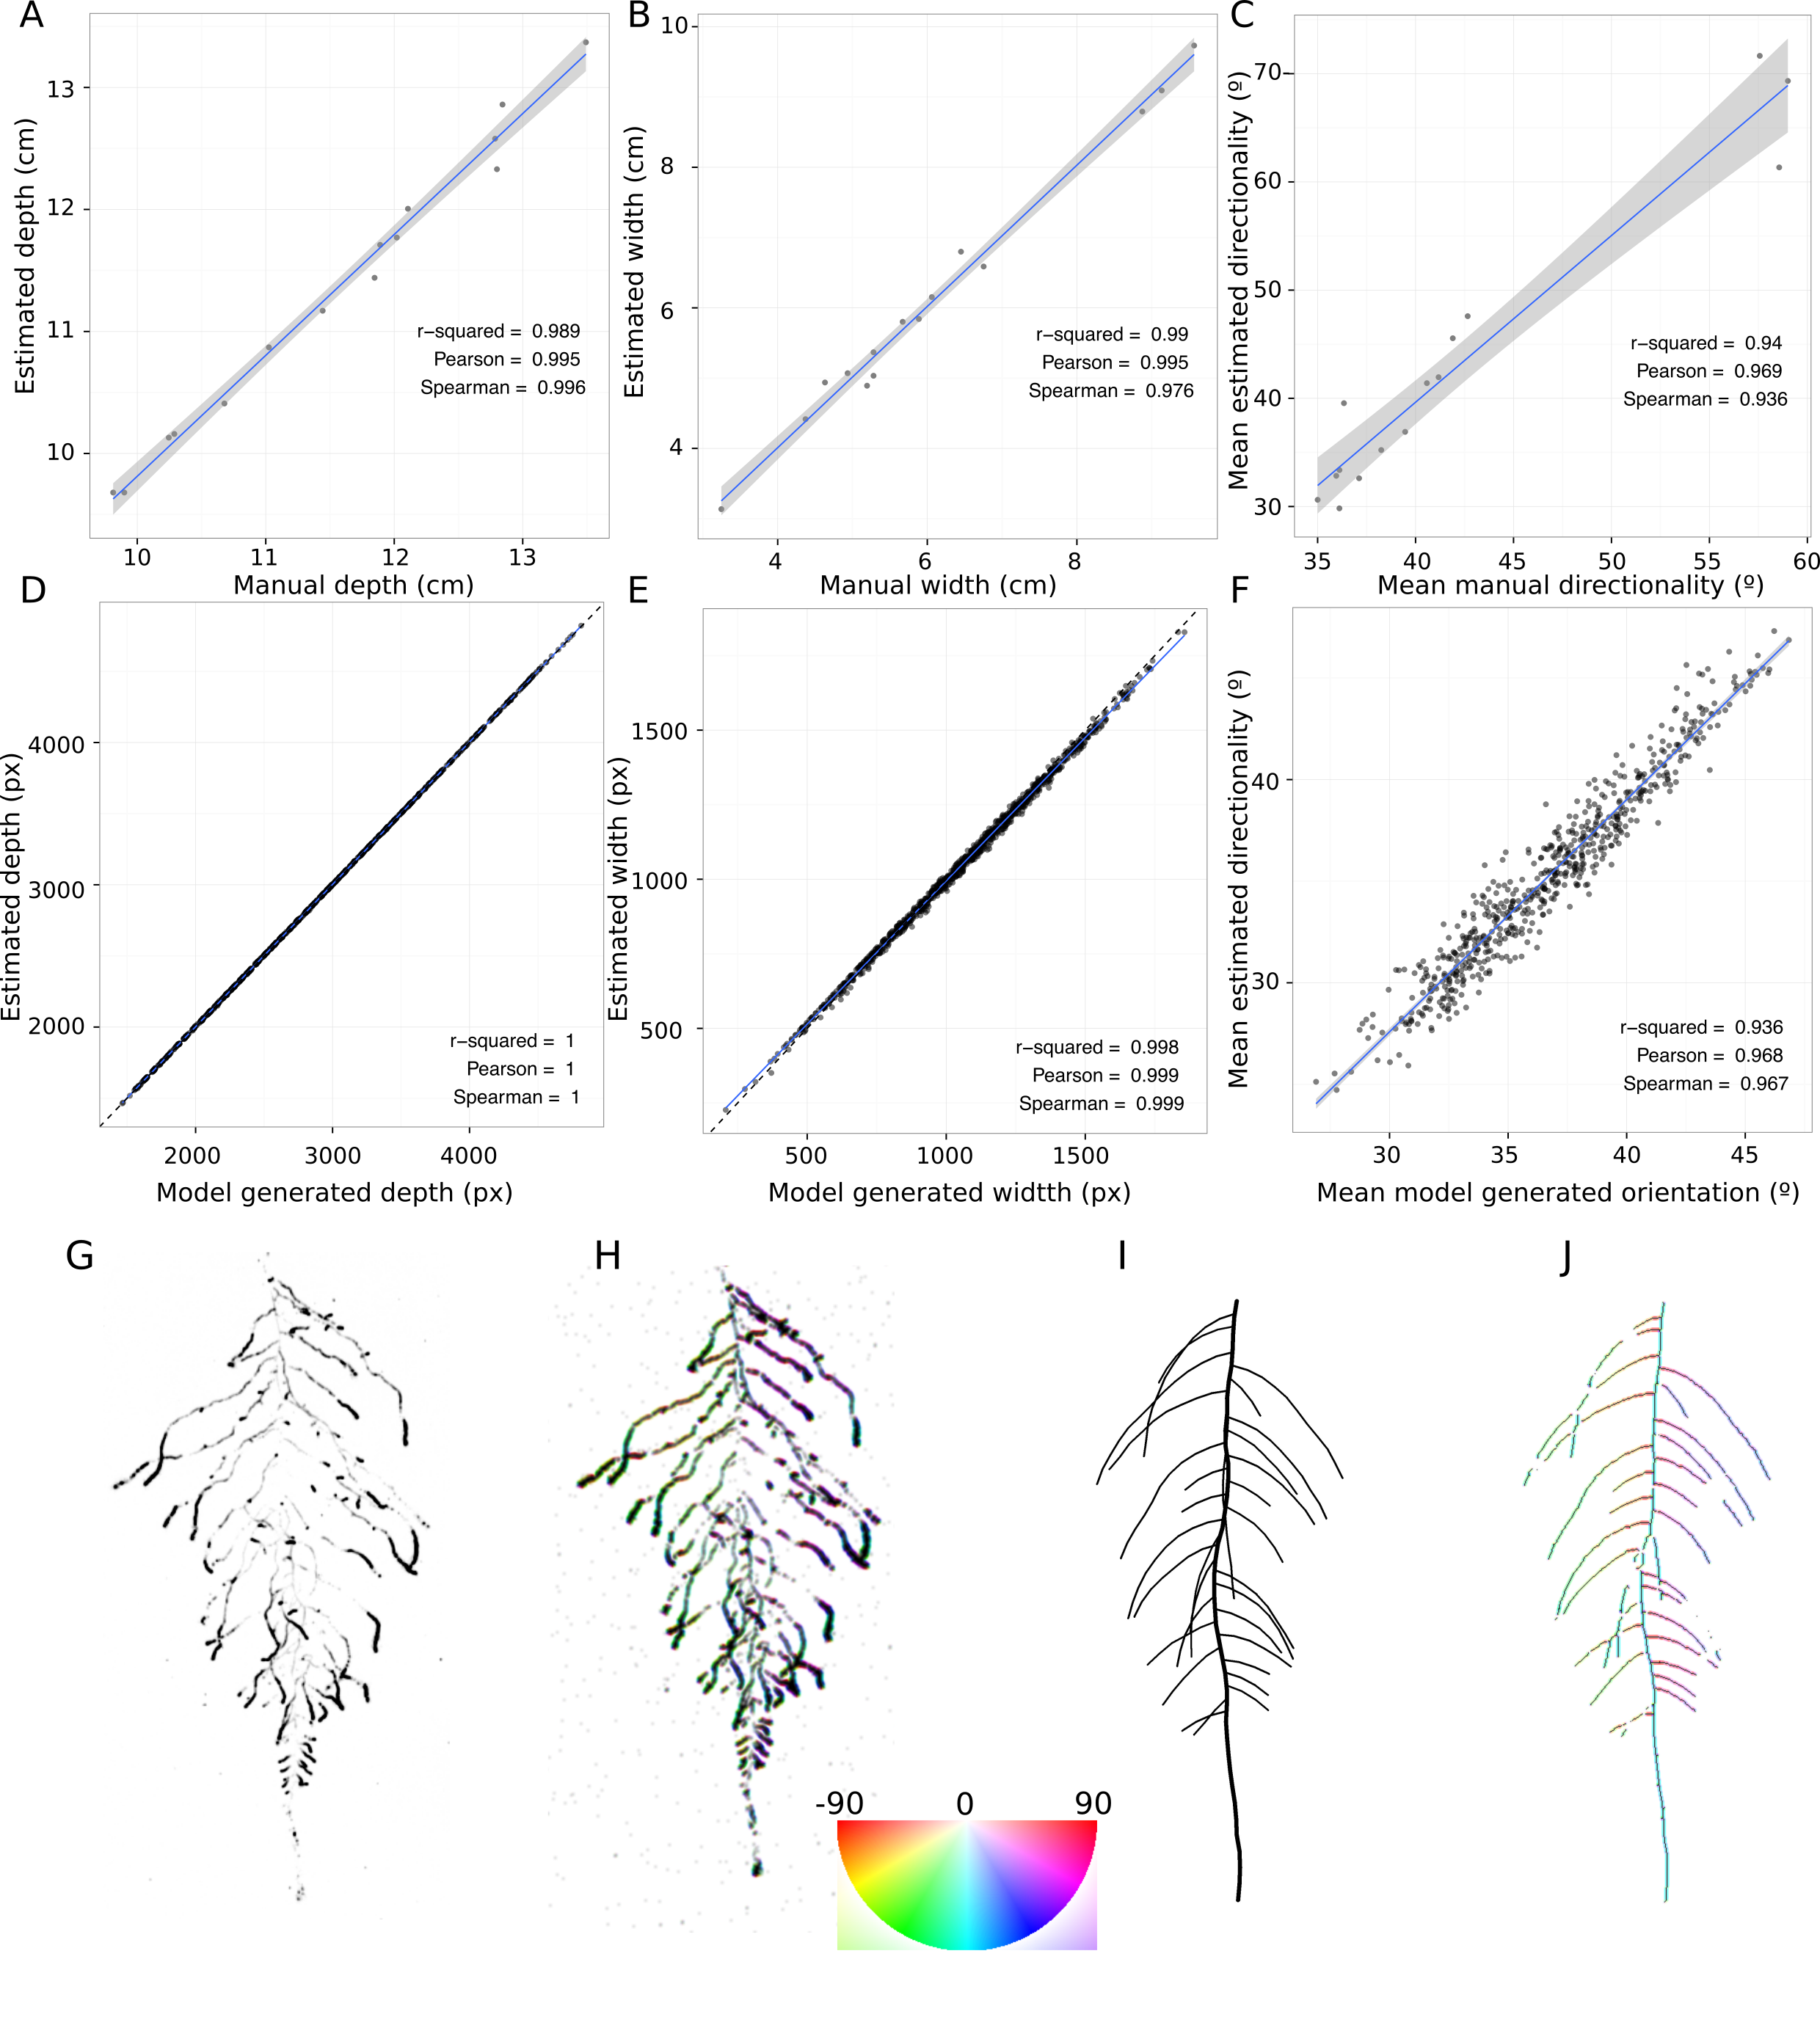 A
Estimated depth (cm)
13
12
11
10
r−squared = 0.989
Pearson = 0.995
Spearman = 0.996
10 11 12 13
Manual depth (cm)
B
Estimated width (cm)
10
8
6
4
r−squared = 0.99
Pearson = 0.995
Spearman = 0.976
4 6 8
Manual width (cm)
C
Mean estimated directionality (º)
70
60
50
40
30
r−squared = 0.94
Pearson = 0.969
Spearman = 0.936
35 40 45 50 55 60
Mean manual directionality (º)
D
Estimated depth (px)
4000
3000
2000
r−squared = 1
Pearson = 1
Spearman = 1
2000 3000 4000
Model generated depth (px)
E
Estimated width (px)
1500
1000
500
r−squared = 0.998
Pearson = 0.999
Spearman = 0.999
500 1000 1500
Model generated widtth (px)
F
Mean estimated directionality (º)
40
30
r−squared = 0.936
Pearson = 0.968
Spearman = 0.967
30 35 40 45
Mean model generated orientation (º)
G
H
I
J
-90 0 90